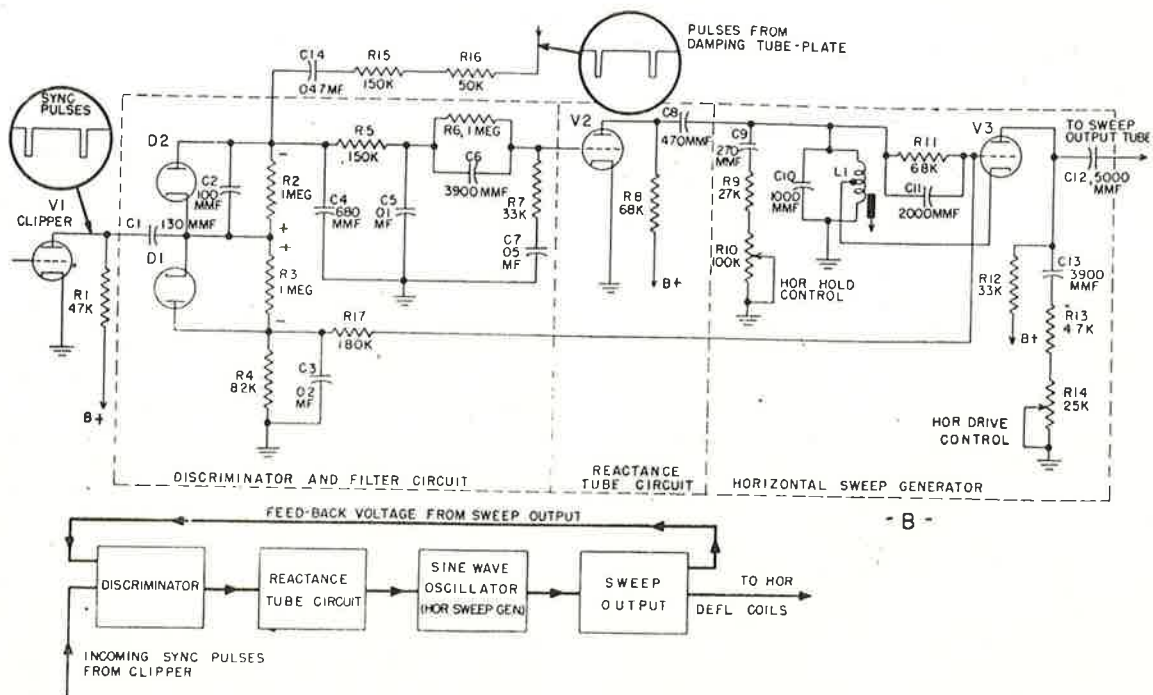 PULSES FROM
DAMPING TUBE-PLATE
C14
.047MF
R15
150K
R16
50K
SYNC
PULSES
V1
CLIPPER
R1
47K
B+
C1
130 MMF
D2
D1
C2
100
MMF
R2
1MEG
-
+
+
R3
1MEG
-
R4
82K
C3
02
MF
R17
180K
R5
150K
C4
680
MMF
C5
.01
MF
R6, 1 MEG
C6
3900 MMF
R7
33K
C7
05
MF
V2
R8
68K
B+
C8
470MMF
C9
270
MMF
R9
27K
R10
100K
HOR HOLD
CONTROL
C10
1000
MMF
L1
R11
68K
C11
2000MMF
V3
TO SWEEP
OUTPUT TUBE
C12, 5000
MMF
R12
33K
B+
C13
3900
MMF
R13
4.7K
R14
25K
HOR DRIVE
CONTROL
DISCRIMINATOR AND FILTER CIRCUIT
REACTANCE
TUBE CIRCUIT
HORIZONTAL SWEEP GENERATOR
- B -
FEED-BACK VOLTAGE FROM SWEEP OUTPUT
DISCRIMINATOR
REACTANCE
TUBE CIRCUIT
SINE WAVE
OSCILLATOR
(HOR SWEEP GEN)
SWEEP
OUTPUT
TO HOR
DEFL COILS
INCOMING SYNC PULSES
FROM CLIPPER